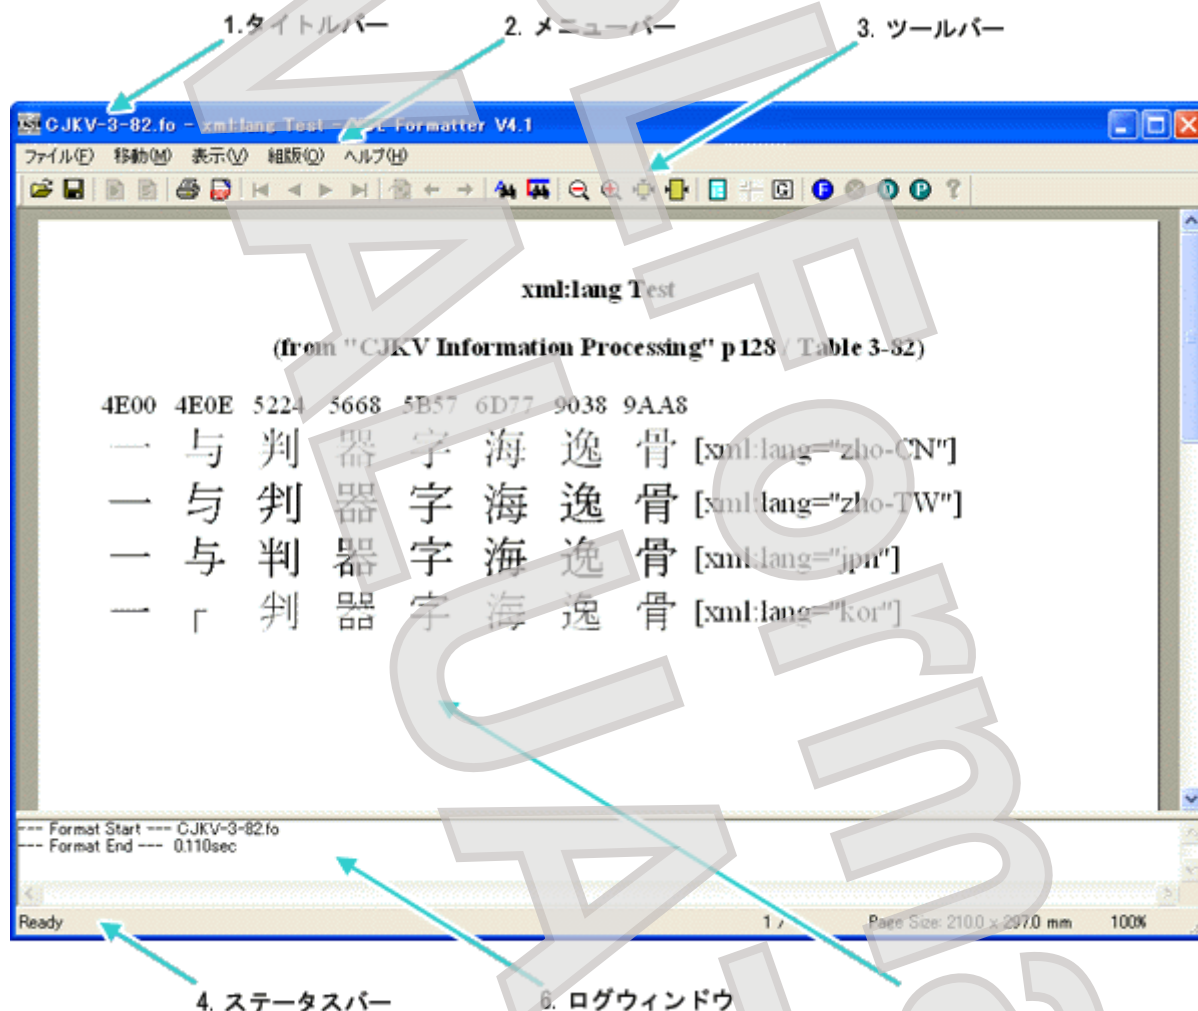 1.タイトルバー 2. メニューバー 3. ツールバー
CJKV-3-82.fo - xml:lang Test - XSL Formatter V4.1
ファイル(F) 移動(M) 表示(V) 組版(O) ヘルプ(H)
xml:lang Test
(from "CJKV Information Processing" p128 / Table 3-82)
4E00 4E0E 5224 5668 5B57 6D77 9038 9AA8
一 与 判 器 字 海 逸 骨 [xml:lang="zho-CN"]
一 与 判 器 字 海 逸 骨 [xml:lang="zho-TW"]
一 与 判 器 字 海 逸 骨 [xml:lang="jpn"]
一 判 器 字 海 逸 骨 [xml:lang="kor"]
--- Format Start --- CJKV-3-82.fo
--- Format End --- 0.110sec
Ready 1 / Page Size: 210.0 x 297.0 mm 100%
4. ステータスバー 6. ログウィンドウ